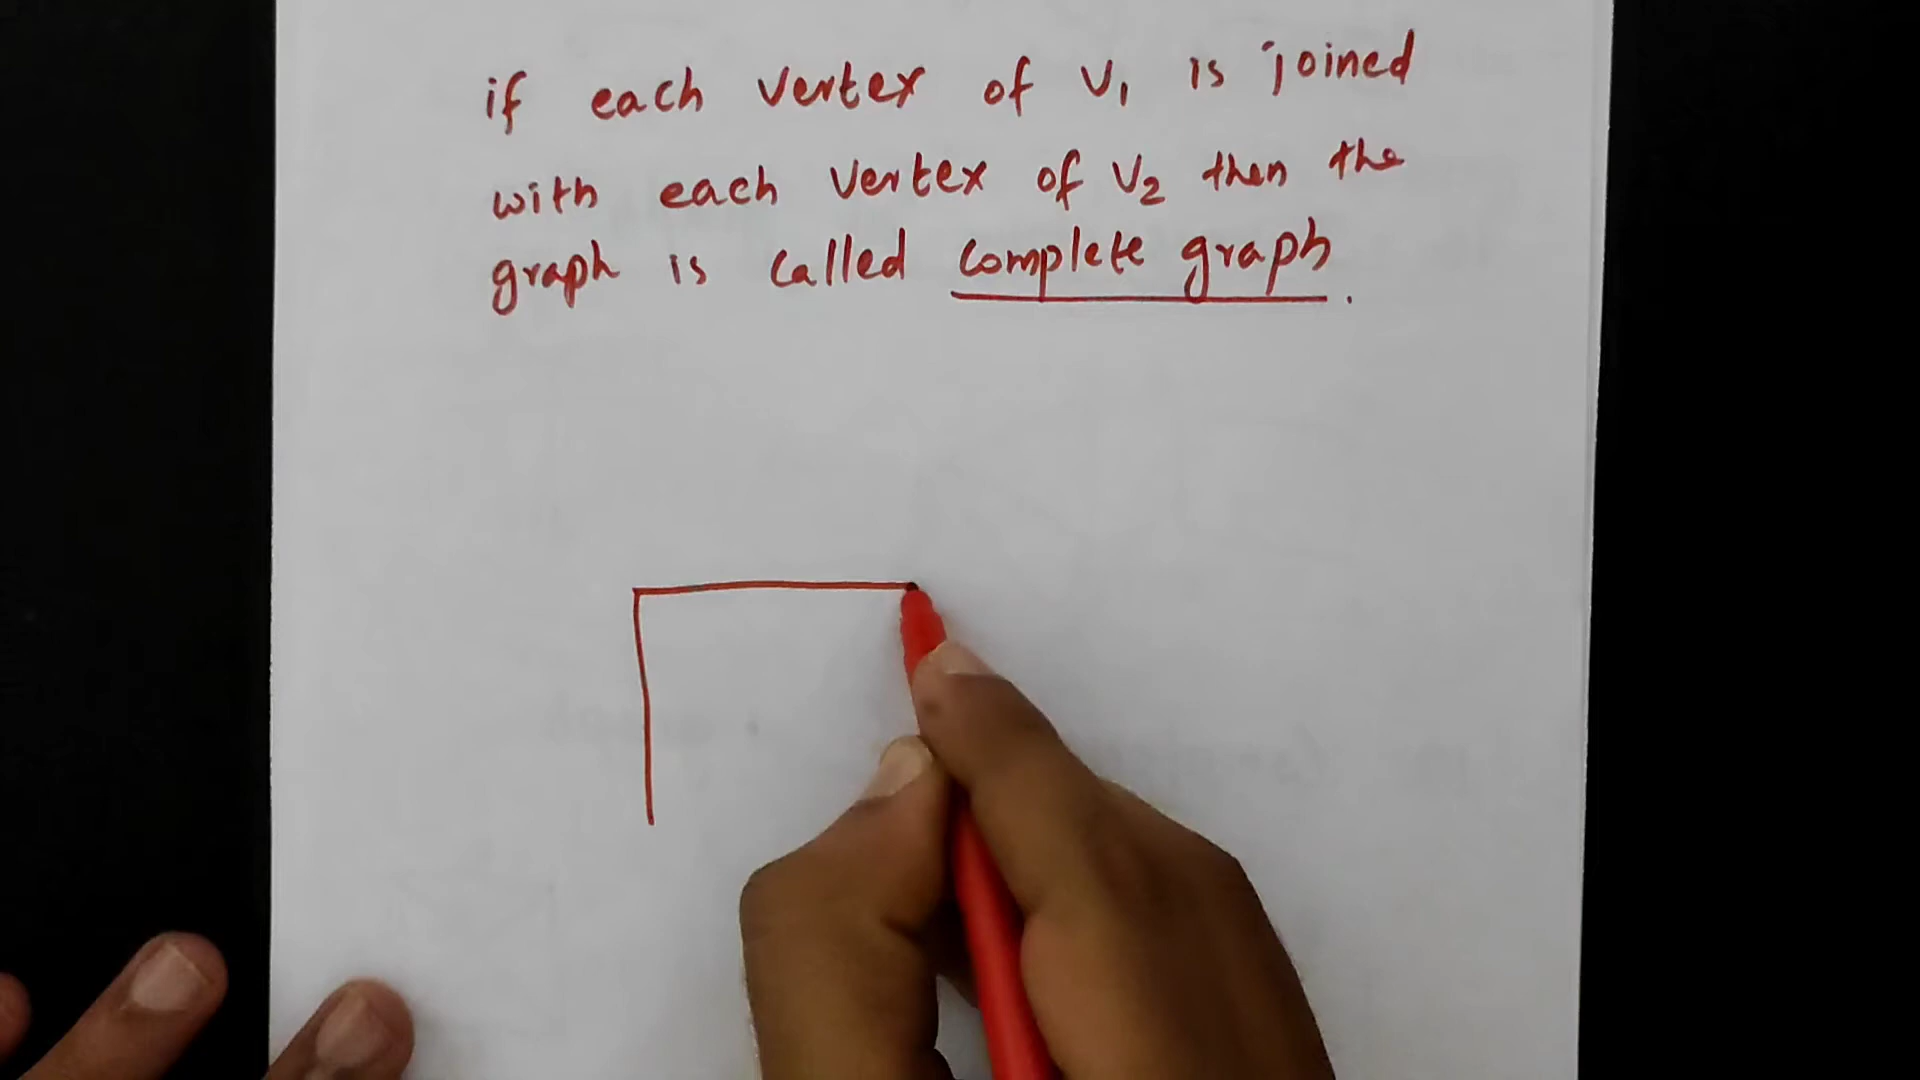 if each vertex of V₁ is joined
with each vertex of V₂ then the
graph is called complete graph.